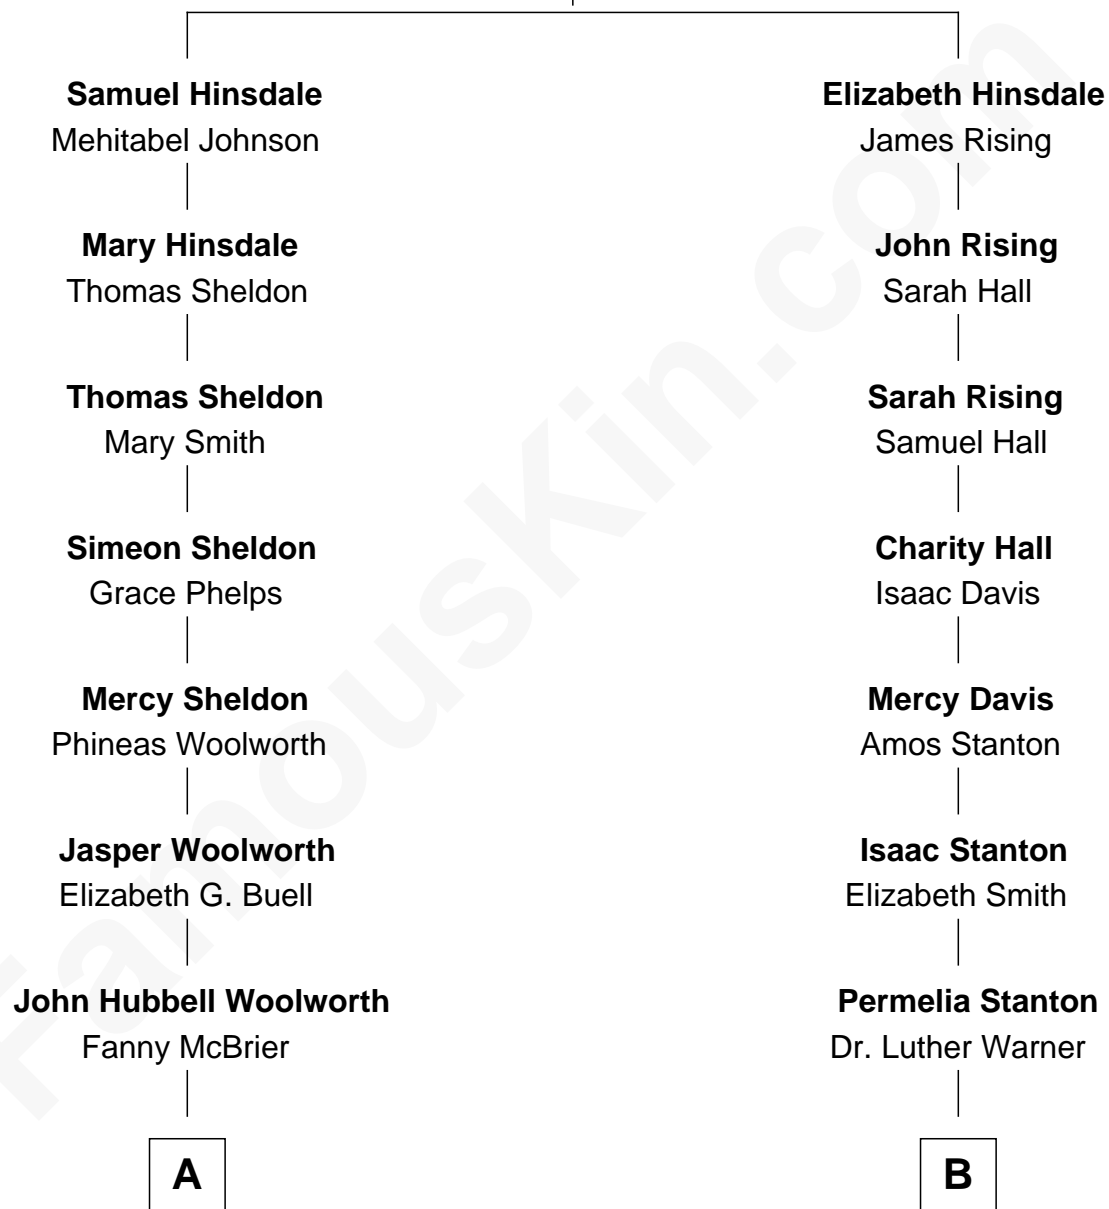 Samuel Hinsdale
Mehitabel Johnson
Mary Hinsdale
Thomas Sheldon
Thomas Sheldon
Mary Smith
Simeon Sheldon
Grace Phelps
Mercy Sheldon
Phineas Woolworth
Jasper Woolworth
Elizabeth G. Buell
John Hubbell Woolworth
Fanny McBrier
A
Elizabeth Hinsdale
James Rising
John Rising
Sarah Hall
Sarah Rising
Samuel Hall
Charity Hall
Isaac Davis
Mercy Davis
Amos Stanton
Isaac Stanton
Elizabeth Smith
Permelia Stanton
Dr. Luther Warner
B
FamousKin.com